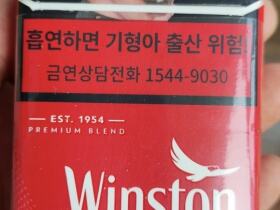 흡연하면 기형아 출산 위험!
금연상담전화 1544-9030
EST. 1954
PREMIUM BLEND
Winston